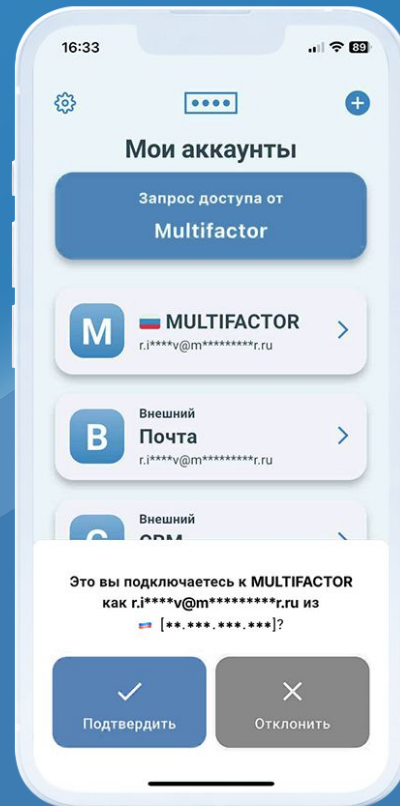 16:33
89
Мои аккаунты
Запрос доступа от
Multifactor
M
MULTIFACTOR
r.i****v@m*********r.ru
В
Внешний
Почта
r.i****v@m*********r.ru
Внешний
CRM
Это вы подключаетесь к MULTIFACTOR
как r.i****v@m*********r.ru из
[**.***.***.***]?
Подтвердить
Отклонить